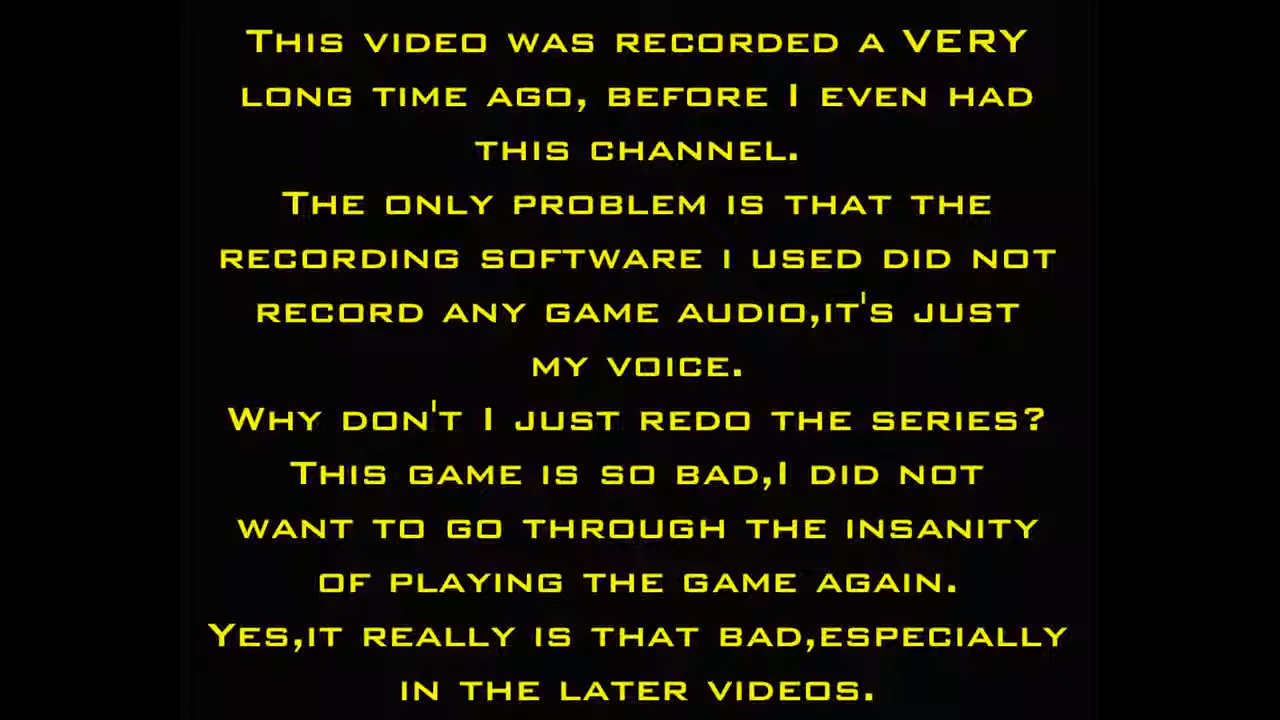 This video was recorded a VERY
long time ago, before I even had
this channel.
The only problem is that the
recording software i used did not
record any game audio,it's just
my voice.
Why don't I just redo the series?
This game is so bad,I did not
want to go through the insanity
of playing the game again.
Yes,it really is that bad,especially
in the later videos.